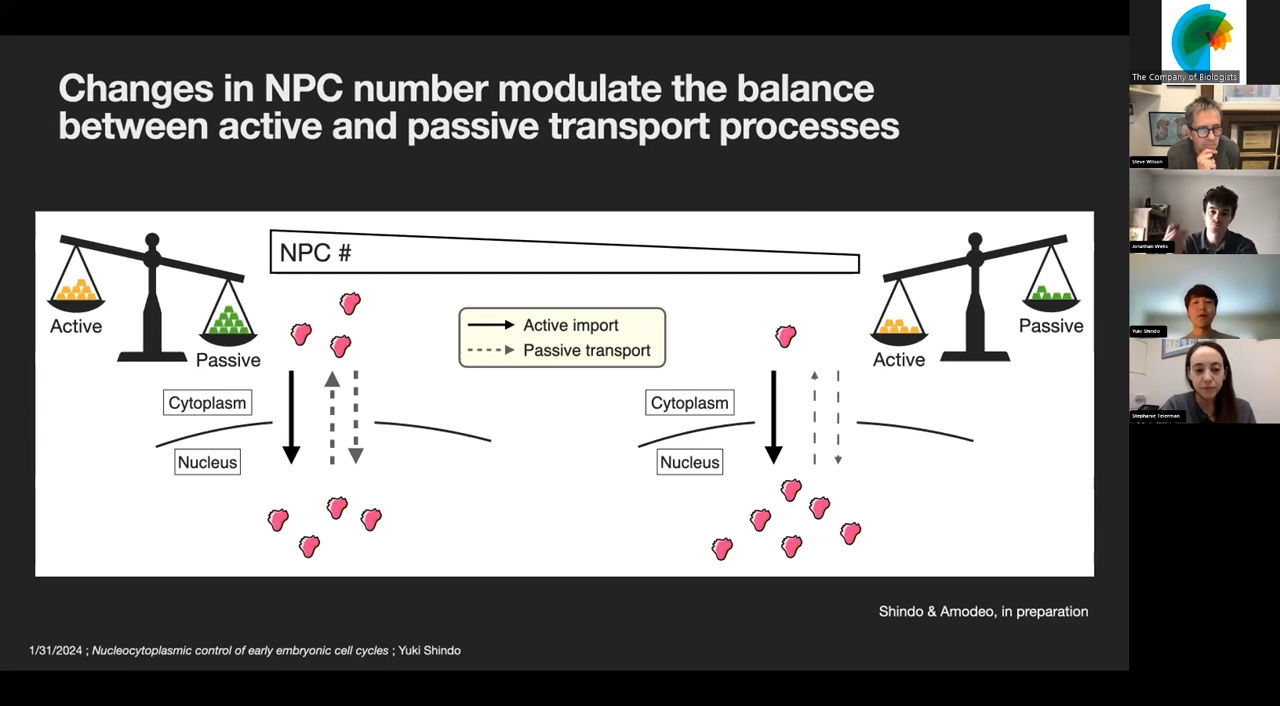 Changes in NPC number modulate the balance
between active and passive transport processes
NPC #
Active
Passive
Active import
Passive transport
Active
Passive
Cytoplasm
Nucleus
Cytoplasm
Nucleus
Shindo & Amodeo, in preparation
1/31/2024 ; Nucleocytoplasmic control of early embryonic cell cycles ; Yuki Shindo
The Company of Biologists
Steve Wilson
Jonathan Wells
Yuki Shindo
Stephanie Telerman